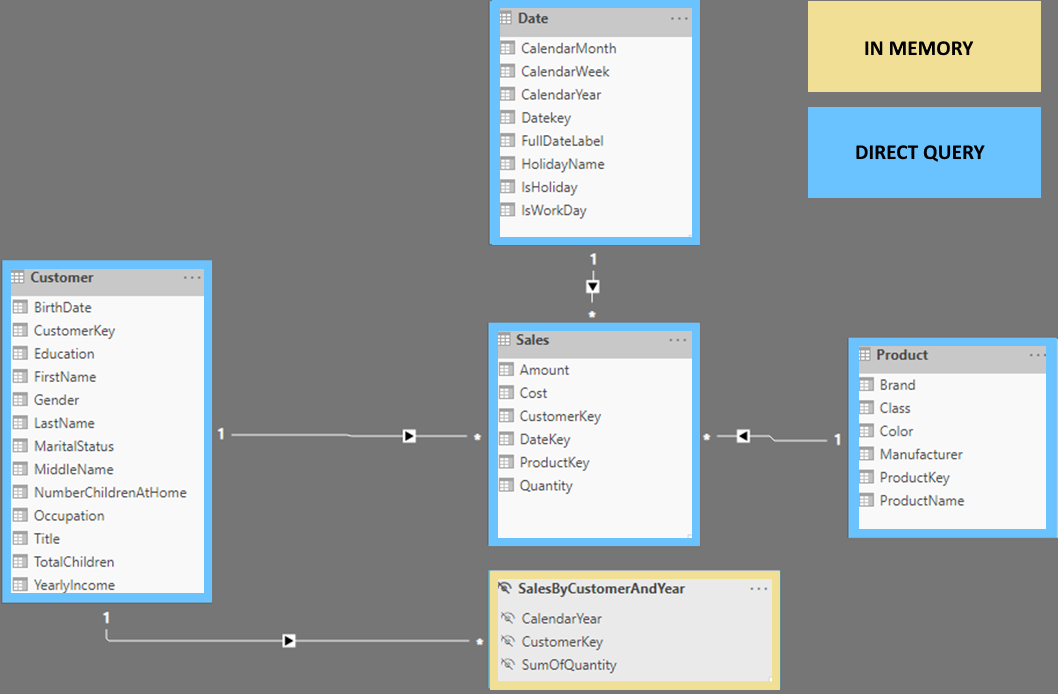 Date
CalendarMonth
CalendarWeek
CalendarYear
Datekey
FullDateLabel
HolidayName
IsHoliday
IsWorkDay
IN MEMORY
DIRECT QUERY
1
*
Customer
BirthDate
CustomerKey
Education
FirstName
Gender
LastName
MaritalStatus
MiddleName
NumberChildrenAtHome
Occupation
Title
TotalChildren
YearlyIncome
1
*
Sales
Amount
Cost
CustomerKey
DateKey
ProductKey
Quantity
*
1
Product
Brand
Class
Color
Manufacturer
ProductKey
ProductName
1
*
SalesByCustomerAndYear
CalendarYear
CustomerKey
SumOfQuantity